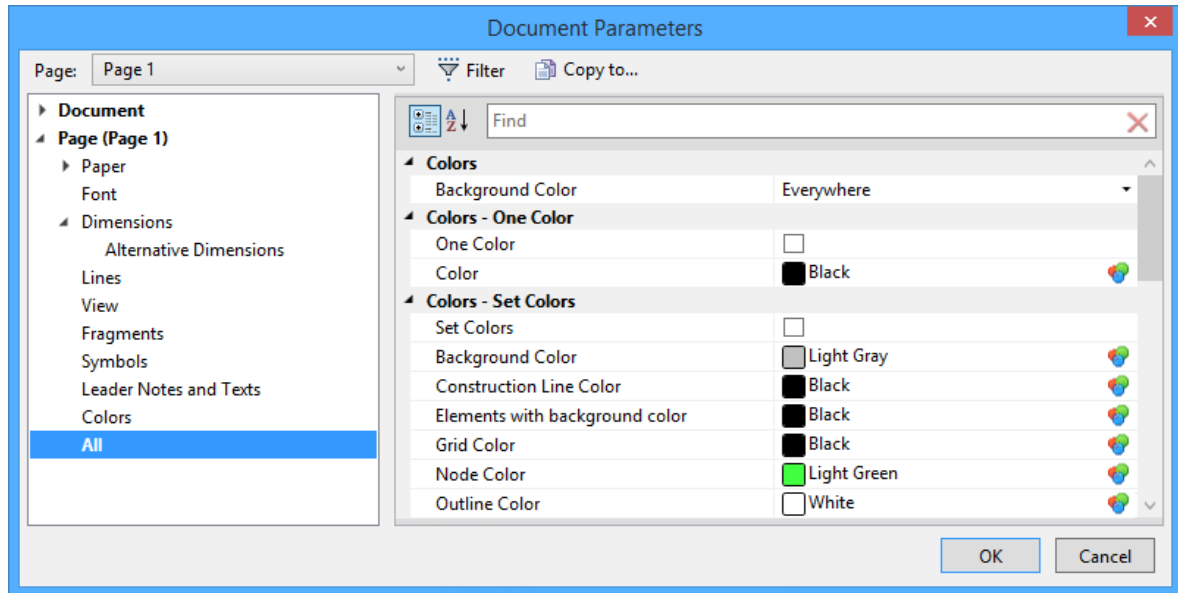 Document Parameters
Page: Page 1 Filter Copy to...
Document
Page (Page 1)
Paper
Font
Dimensions
Alternative Dimensions
Lines
View
Fragments
Symbols
Leader Notes and Texts
Colors
All
A Z Find
Colors
Background Color Everywhere
Colors - One Color
One Color
Color Black
Colors - Set Colors
Set Colors
Background Color Light Gray
Construction Line Color Black
Elements with background color Black
Grid Color Black
Node Color Light Green
Outline Color White
OK Cancel